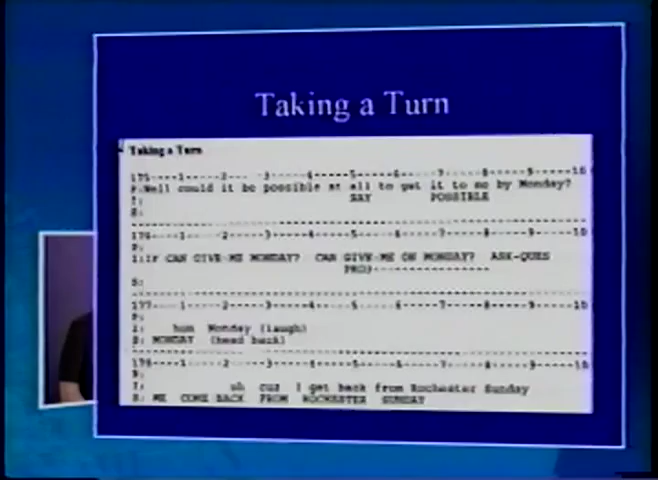 Taking a Turn
Taking a Turn
175----1----2----3----4----5----6----7----8----9----10
P:Well could it be possible at all to get it to me by Monday?
I: SAY POSSIBLE
S:
176----1----2----3----4----5----6----7----8----9----10
P:
I:IF CAN GIVE-ME MONDAY? CAN GIVE-ME ON MONDAY? ASK-QUES
PRO3---------------
S:
177----1----2----3----4----5----6----7----8----9----10
P:
I: hum Monday (laugh)
S: MONDAY (head back)
178----1----2----3----4----5----6----7----8----9----10
P:
I: uh cuz I get back from Rochester Sunday
S: ME COME BACK FROM ROCHESTER SUNDAY